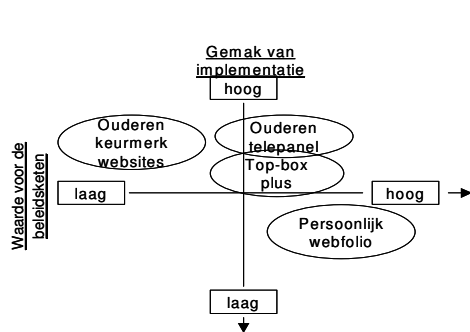 Gemak van
implementatie
hoog
Ouderen
keurmerk
websites
Ouderen
telepanel
Top-box
plus
Waarde voor de
beleidsketen
laag
hoog
Persoonlijk
webfolio
laag